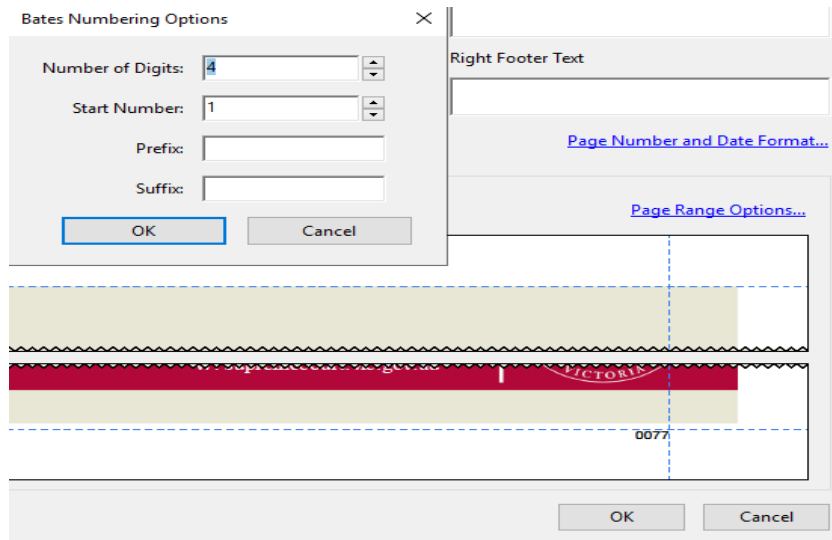 Bates Numbering Options
Number of Digits: 4
Start Number: 1
Prefix:
Suffix:
OK Cancel
Right Footer Text
Page Number and Date Format...
Page Range Options...
VICTORIA
0077
OK Cancel